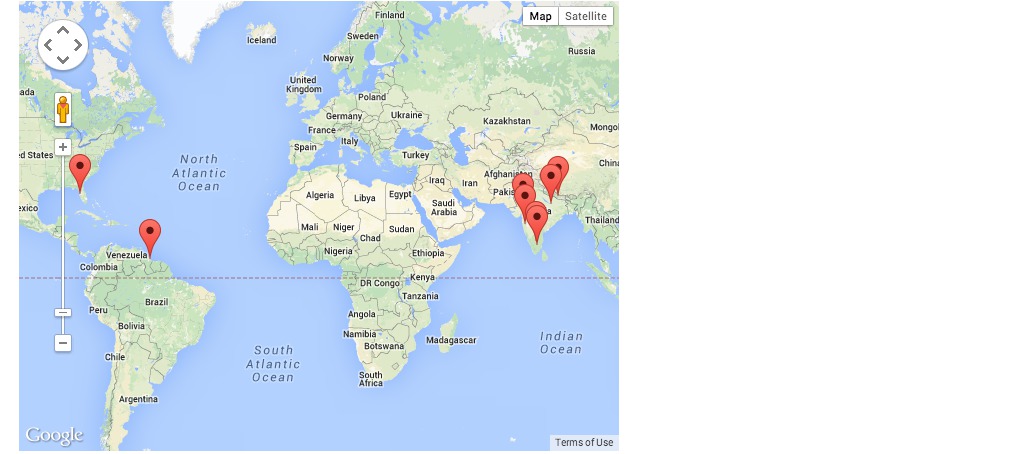 Map
Satellite
Finland
Iceland
Sweden
Russia
Norway
ada
United
Kingdom
Poland
Germany
Ukraine
Kazakhstan
Mongol
France
Italy
ed States
Spain
Turkey
China
North
Atlantic
Ocean
Afghanistan
Iraq
Iran
Pakis
Algeria
Libya
Egypt
Saudi
Arabia
exico
Mali
Niger
Sudan
Thailand
Chad
Nigeria
Ethiopia
Venezuela
Colombia
Kenya
DR Congo
Tanzania
Brazil
Peru
Angola
Bolivia
Namibia
Botswana
Madagascar
Indian
Ocean
South
Atlantic
Ocean
Chile
South
Africa
Argentina
Google
Terms of Use